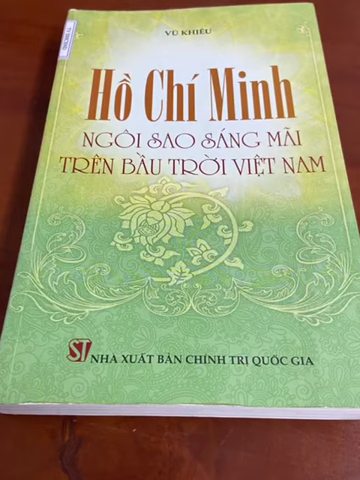 VŨ KHIÊU
Hồ Chí Minh
NGÔI SAO SÁNG MÃI
TRÊN BẦU TRỜI VIỆT NAM
ST NHÀ XUẤT BẢN CHÍNH TRỊ QUỐC GIA